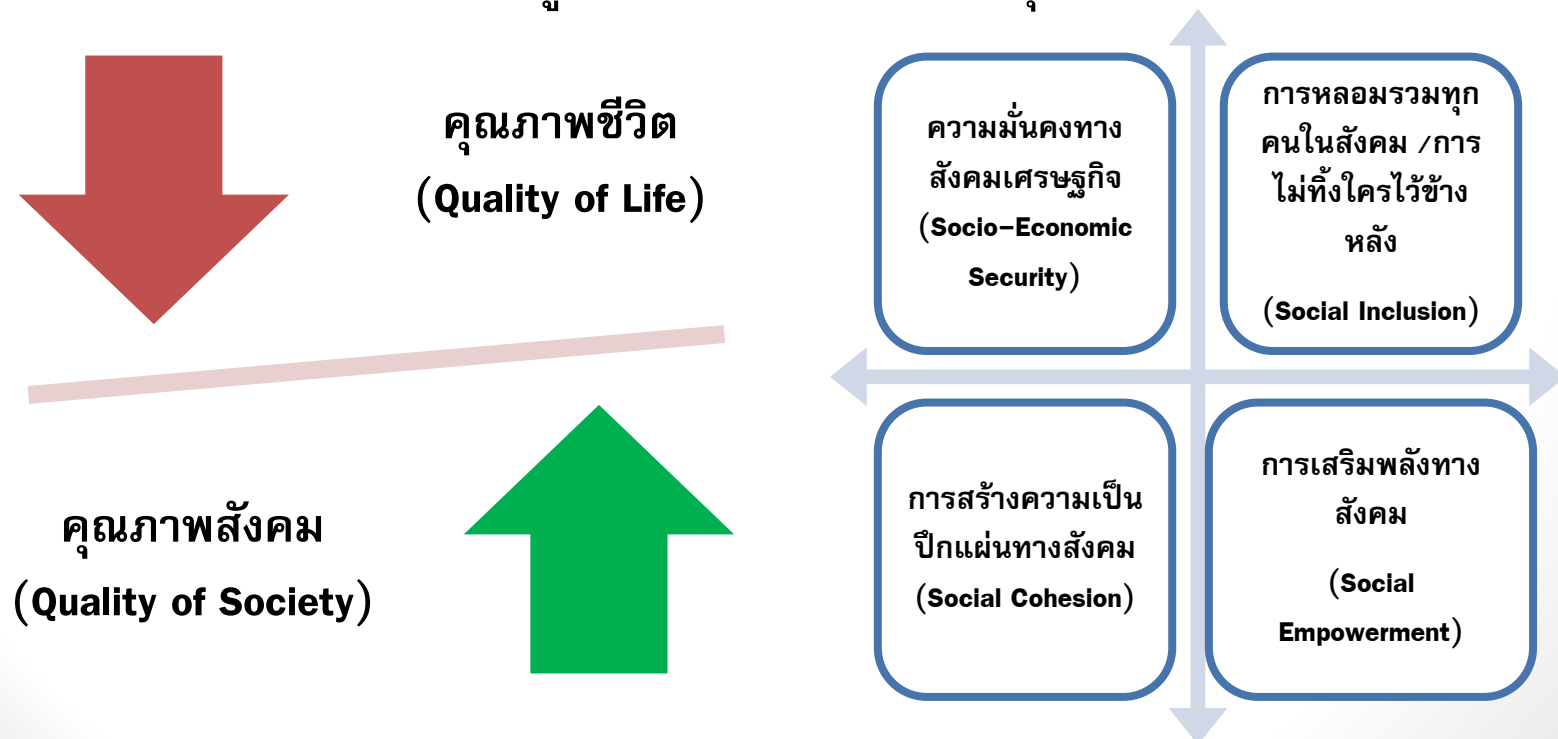 คุณภาพชีวิต
(Quality of Life)
คุณภาพสังคม
(Quality of Society)
ความมั่นคงทาง
สังคมเศรษฐกิจ
(Socio-Economic
Security)
การหลอมรวมทุก
คนในสังคม /การ
ไม่ทิ้งใครไว้ข้าง
หลัง
(Social Inclusion)
การสร้างความเป็น
ปึกแผ่นทางสังคม
(Social Cohesion)
การเสริมพลังทาง
สังคม
(Social
Empowerment)